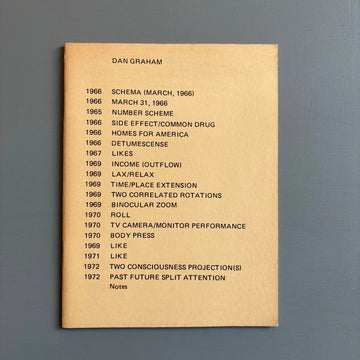 DAN GRAHAM
1966 SCHEMA (MARCH, 1966)
1966 MARCH 31, 1966
1965 NUMBER SCHEME
1966 SIDE EFFECT/COMMON DRUG
1966 HOMES FOR AMERICA
1966 DETUMESCENSE
1967 LIKES
1969 INCOME (OUTFLOW)
1969 LAX/RELAX
1969 TIME/PLACE EXTENSION
1969 TWO CORRELATED ROTATIONS
1969 BINOCULAR ZOOM
1970 ROLL
1970 TV CAMERA/MONITOR PERFORMANCE
1970 BODY PRESS
1969 LIKE
1971 LIKE
1972 TWO CONSCIOUSNESS PROJECTION(S)
1972 PAST FUTURE SPLIT ATTENTION
Notes